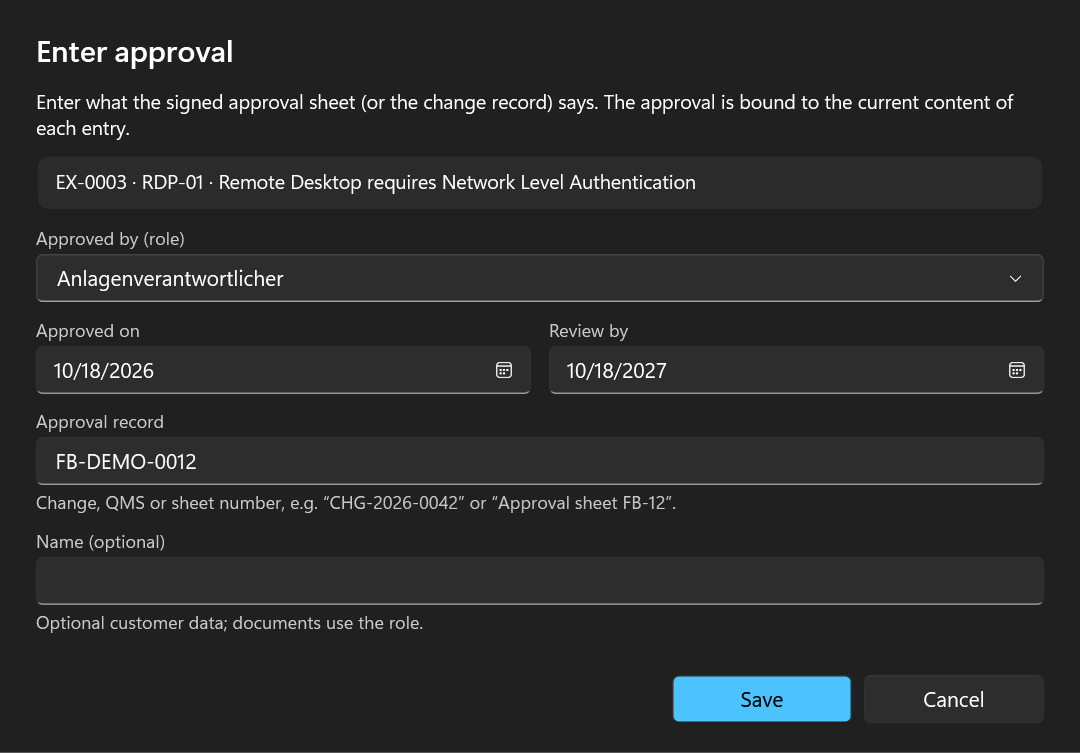 Enter approval
Enter what the signed approval sheet (or the change record) says. The approval is bound to the current content of
each entry.
EX-0003 · RDP-01 · Remote Desktop requires Network Level Authentication
Approved by (role)
Anlagenverantwortlicher
Approved on
Review by
10/18/2026
10/18/2027
Approval record
FB-DEMO-0012
Change, QMS or sheet number, e.g. “CHG-2026-0042” or “Approval sheet FB-12”.
Name (optional)
Optional customer data; documents use the role.
Save
Cancel